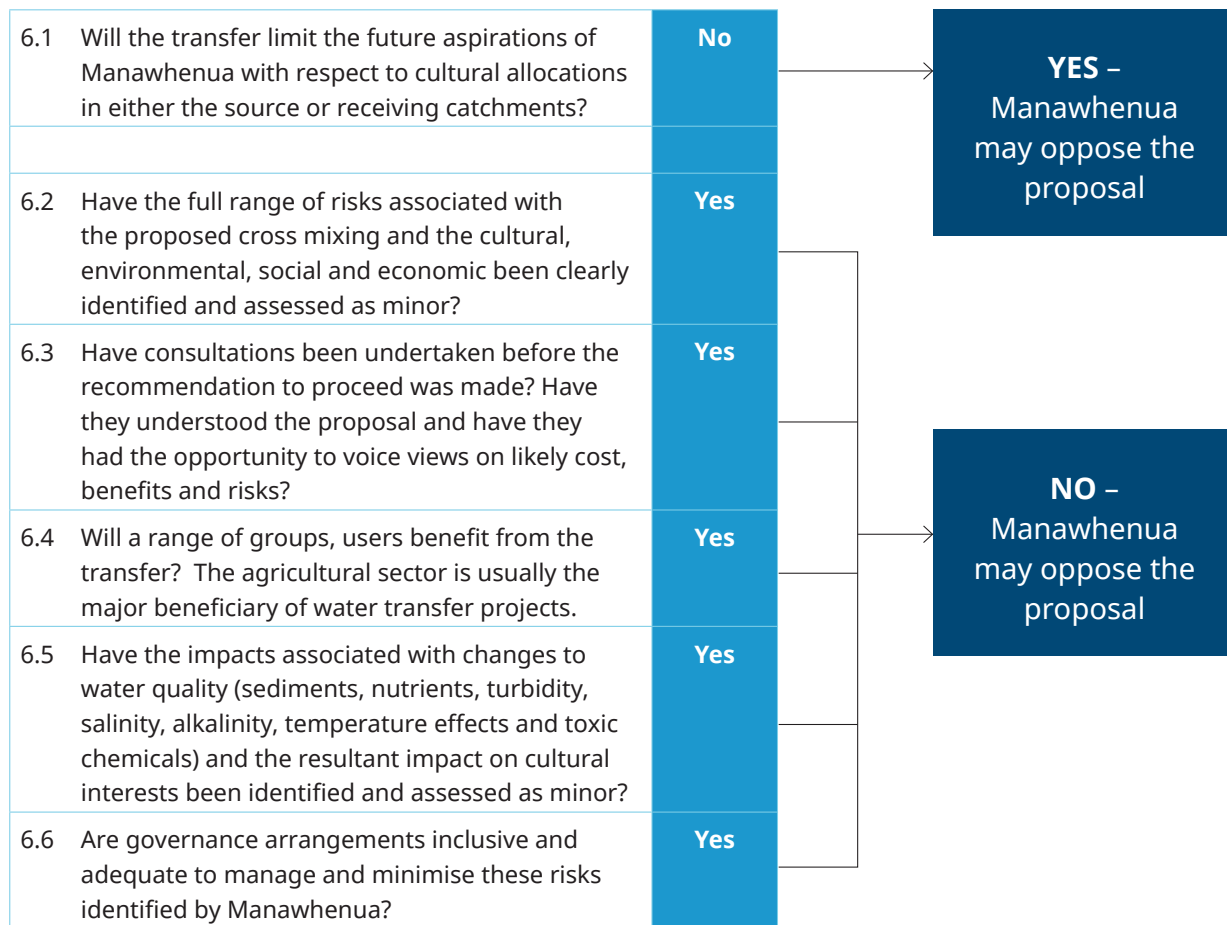 6.1 Will the transfer limit the future aspirations of
Manawhenua with respect to cultural allocations
in either the source or receiving catchments?
No
YES –
Manawhenua
may oppose the
proposal
6.2 Have the full range of risks associated with
the proposed cross mixing and the cultural,
environmental, social and economic been clearly
identified and assessed as minor?
Yes
6.3 Have consultations been undertaken before the
recommendation to proceed was made? Have
they understood the proposal and have they
had the opportunity to voice views on likely cost,
benefits and risks?
Yes
6.4 Will a range of groups, users benefit from the
transfer? The agricultural sector is usually the
major beneficiary of water transfer projects.
Yes
NO –
Manawhenua
may oppose the
proposal
6.5 Have the impacts associated with changes to
water quality (sediments, nutrients, turbidity,
salinity, alkalinity, temperature effects and toxic
chemicals) and the resultant impact on cultural
interests been identified and assessed as minor?
Yes
6.6 Are governance arrangements inclusive and
adequate to manage and minimise these risks
identified by Manawhenua?
Yes